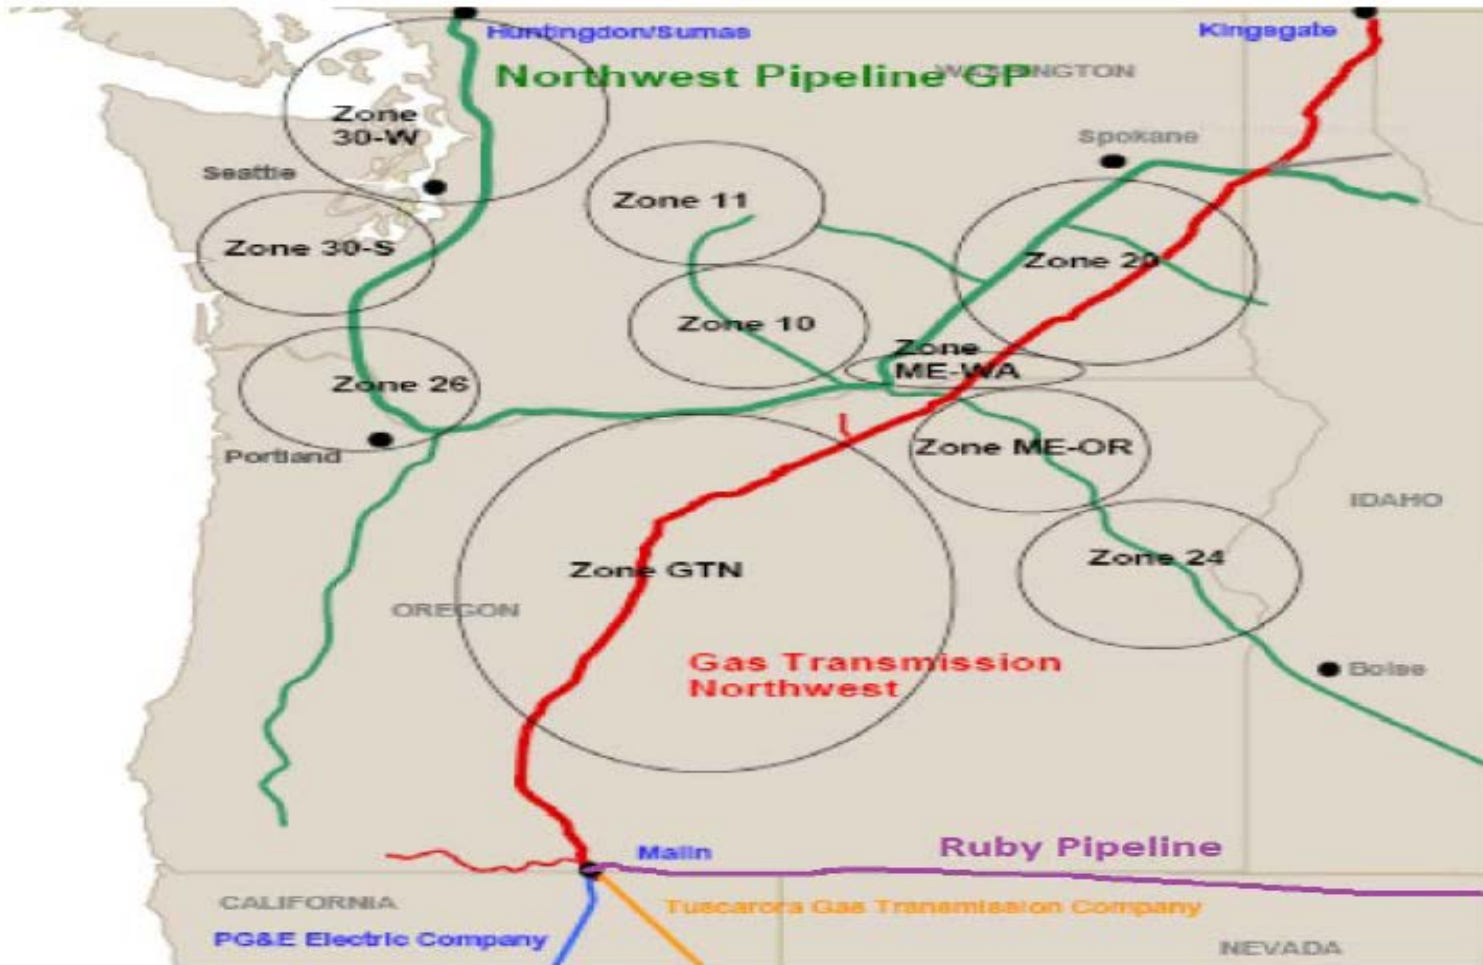 Huntingdon/Sumas
Kingsgate
Northwest Pipeline GP
WASHINGTON
Zone
30-W
Spokane
Seattle
Zone 11
Zone 30-S
Zone 20
Zone 10
Zone
ME-WA
Zone 26
Portland
Zone ME-OR
IDAHO
Zone 24
Zone GTN
OREGON
Gas Transmission
Northwest
Boise
Malin
Ruby Pipeline
CALIFORNIA
Tuscarora Gas Transmission Company
PG&E Electric Company
NEVADA